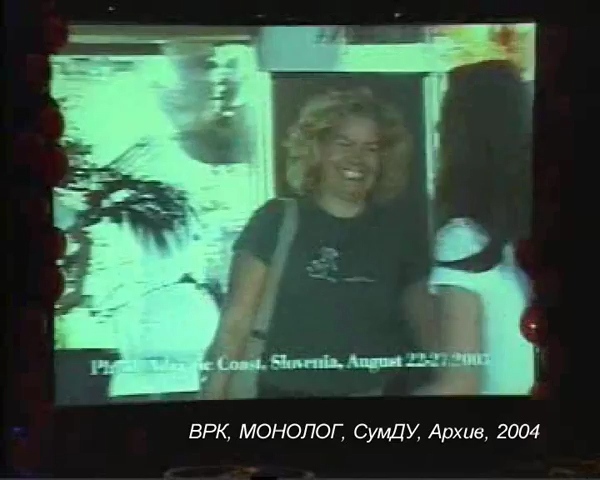 Coast, Slovenia, August 22-27.2003
ВРК, МОНОЛОГ, СумДУ, Архив, 2004